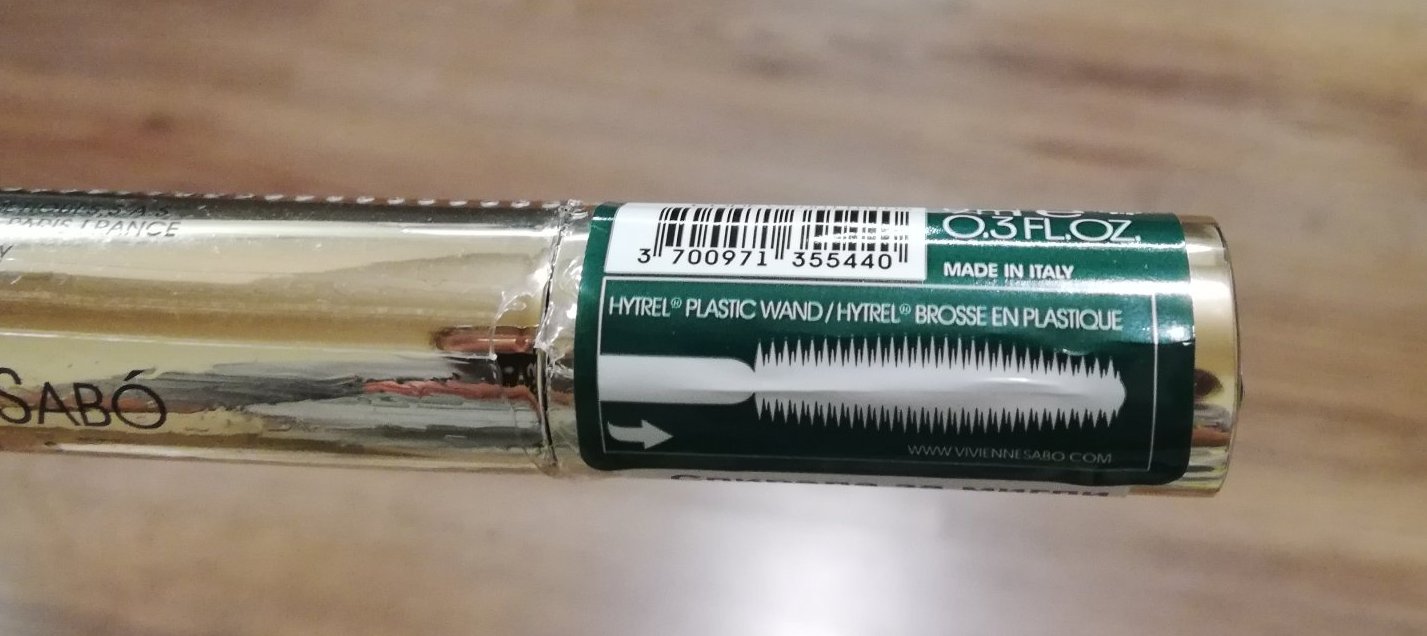 S.A.S.
PARIS FRANCE
SABÓ
3 700971 355440
0.3 FL.OZ.
MADE IN ITALY
HYTREL® PLASTIC WAND / HYTREL® BROSSE EN PLASTIQUE
WWW.VIVIENNESABO.COM